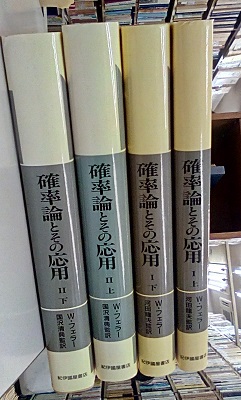 確率論とその応用
II 下
W・フェラー
国沢清典監訳
紀伊國屋書店
確率論とその応用
II 上
W・フェラー
国沢清典監訳
紀伊國屋書店
確率論とその応用
I 下
W・フェラー
河田龍夫監訳
紀伊國屋書店
確率論とその応用
I 上
W・フェラー
河田龍夫監訳
紀伊國屋書店